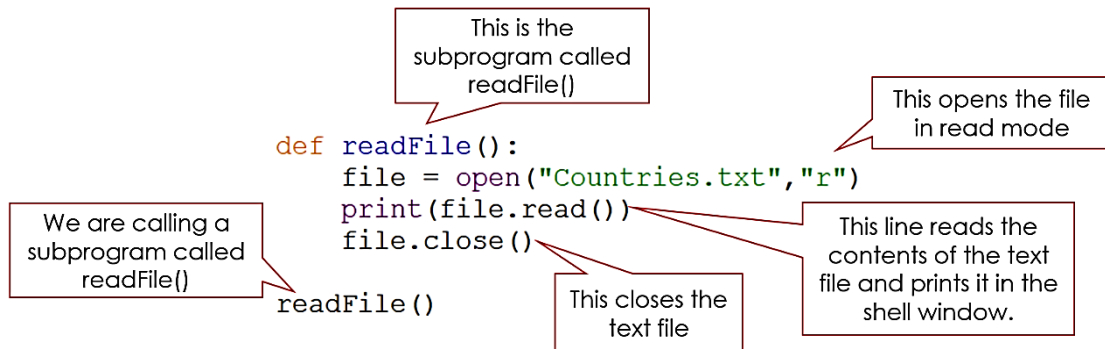 This is the
subprogram called
readFile()
This opens the file
in read mode
def readFile():
    file = open("Countries.txt","r")
    print(file.read())
    file.close()
We are calling a
subprogram called
readFile()
This line reads the
contents of the text
file and prints it in the
shell window.
This closes the
text file
readFile()